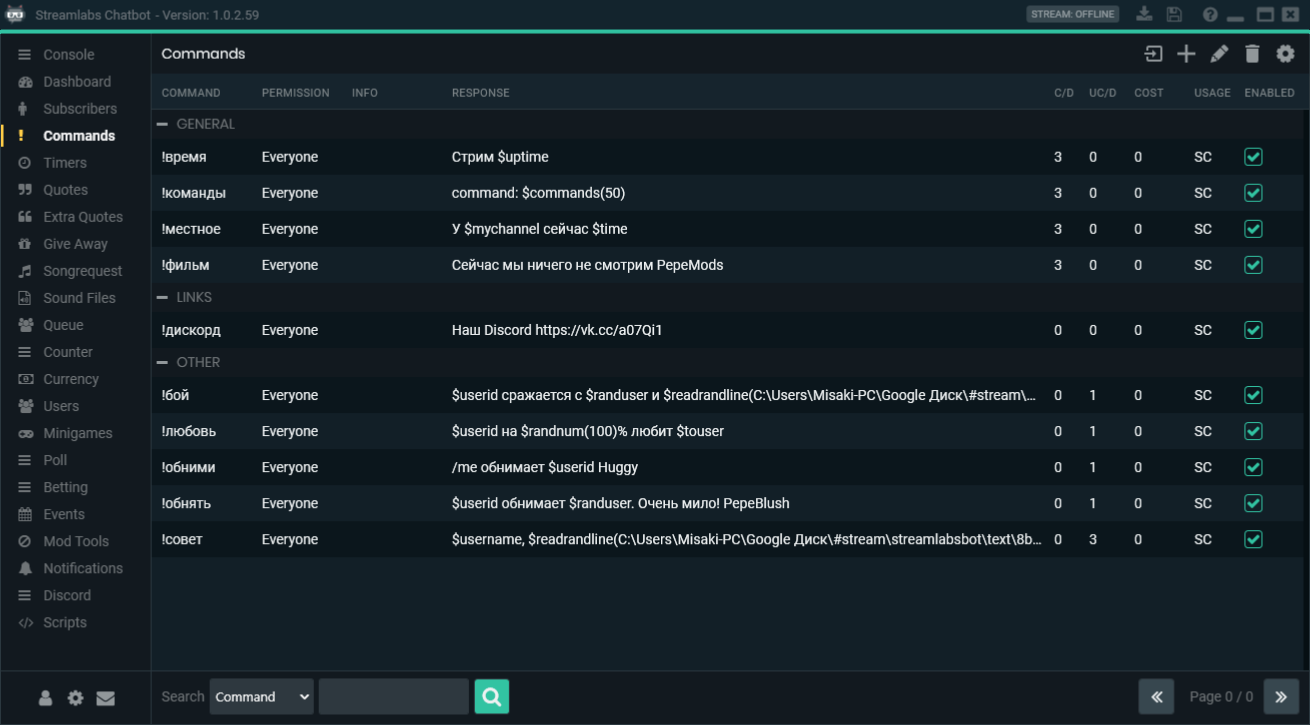 Streamlabs Chatbot - Version: 1.0.2.59 STREAM: OFFLINE
Console
Dashboard
Subscribers
Commands
Timers
Quotes
Extra Quotes
Give Away
Songrequest
Sound Files
Queue
Counter
Currency
Users
Minigames
Poll
Betting
Events
Mod Tools
Notifications
Discord
Scripts
Commands
COMMAND PERMISSION INFO RESPONSE C/D UC/D COST USAGE ENABLED
GENERAL
!время Everyone Стрим $uptime 3 0 0 SC
!команды Everyone command: $commands(50) 3 0 0 SC
!местное Everyone У $mychannel сейчас $time 3 0 0 SC
!фильм Everyone Сейчас мы ничего не смотрим PepeMods 3 0 0 SC
LINKS
!дискорд Everyone Наш Discord https://vk.cc/a07Qi1 0 0 0 SC
OTHER
!бой Everyone $userid сражается с $randuser и $readrandline(C:\Users\Misaki-PC\Google Диск\#stream\... 0 1 0 SC
!любовь Everyone $userid на $randnum(100)% любит $touser 0 1 0 SC
!обними Everyone /me обнимает $userid Huggy 0 1 0 SC
!обнять Everyone $userid обнимает $randuser. Очень мило! PepeBlush 0 1 0 SC
!совет Everyone $username, $readrandline(C:\Users\Misaki-PC\Google Диск\#stream\streamlabsbot\text\8b... 0 3 0 SC
Search Command Page 0 / 0